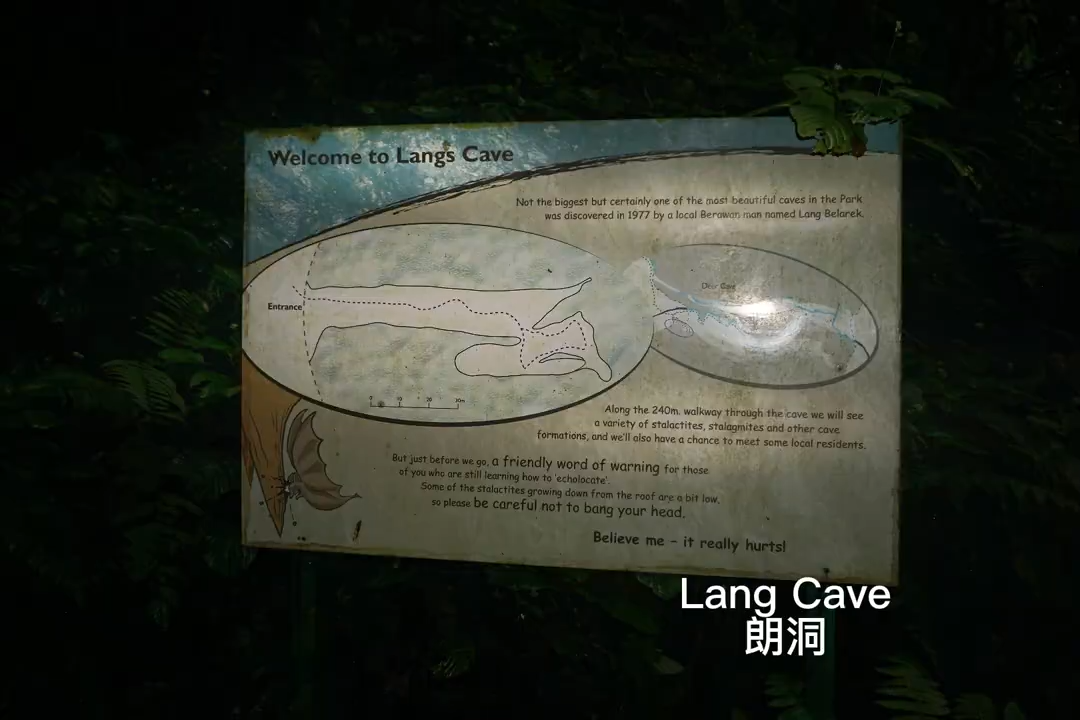 Welcome to Lang's Cave
Not the biggest but certainly one of the most beautiful caves in the Park
was discovered in 1977 by a local Berawan man named Lang Belarek.
Deer Cave
Entrance
0 10 20 30m
Along the 240m. walkway through the cave we will see
a variety of stalactites, stalagmites and other cave
formations, and we'll also have a chance to meet some local residents.
But just before we go, a friendly word of warning for those
of you who are still learning how to 'echolocate'.
Some of the stalactites growing down from the roof are a bit low,
so please be careful not to bang your head.
Believe me - it really hurts!
Lang Cave
朗洞